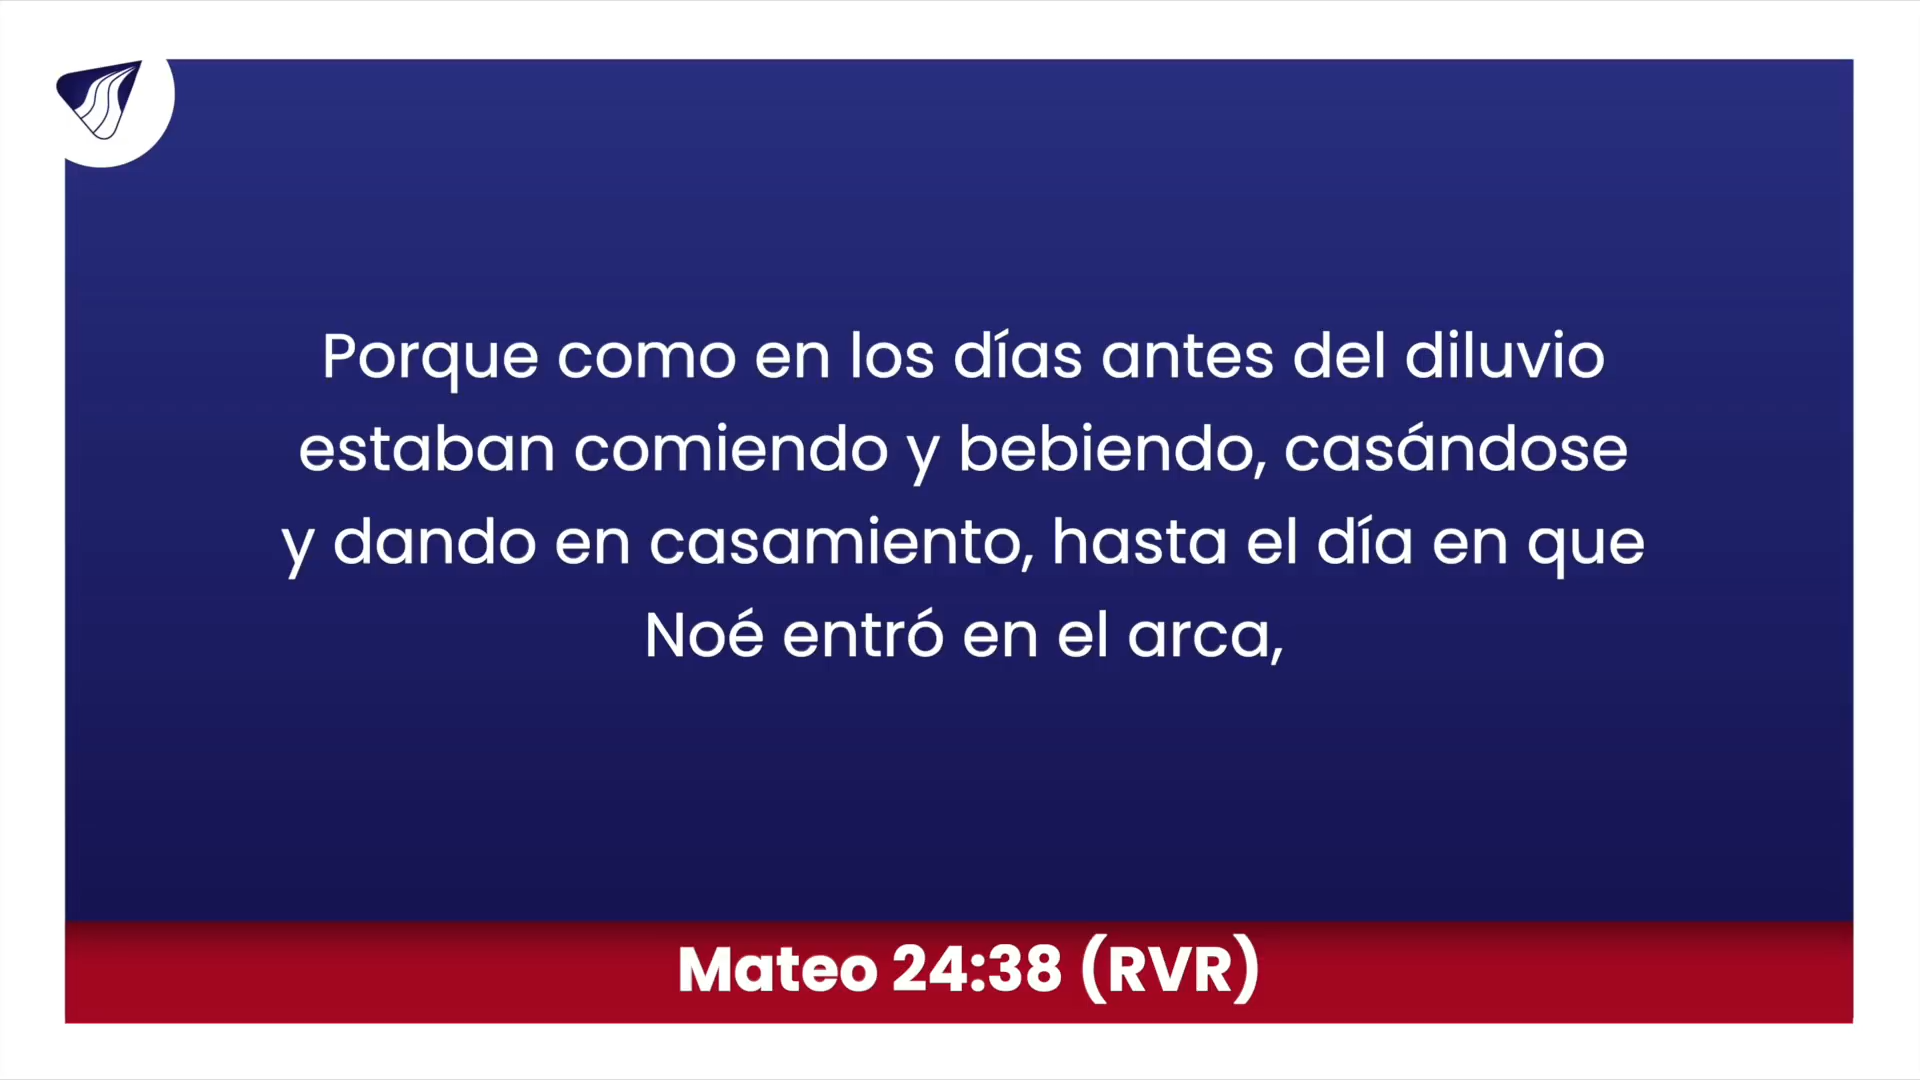 Porque como en los días antes del diluvio
estaban comiendo y bebiendo, casándose
y dando en casamiento, hasta el día en que
Noé entró en el arca,
Mateo 24:38 (RVR)